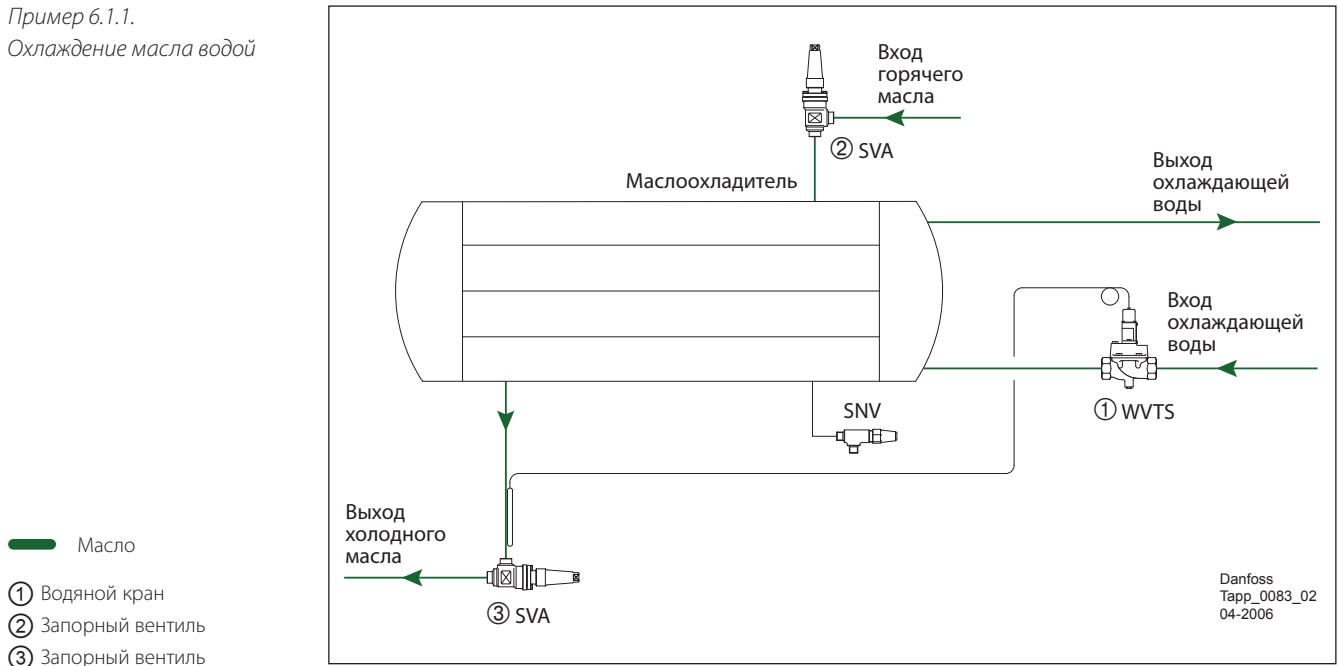 Пример 6.1.1.
Охлаждение масла водой
Вход
горячего
масла
② SVA
Маслоохладитель
Выход
охлаждающей
воды
Вход
охлаждающей
воды
① WVTS
SNV
Выход
холодного
масла
③ SVA
Danfoss
Tapp_0083_02
04-2006
Масло
① Водяной кран
② Запорный вентиль
③ Запорный вентиль